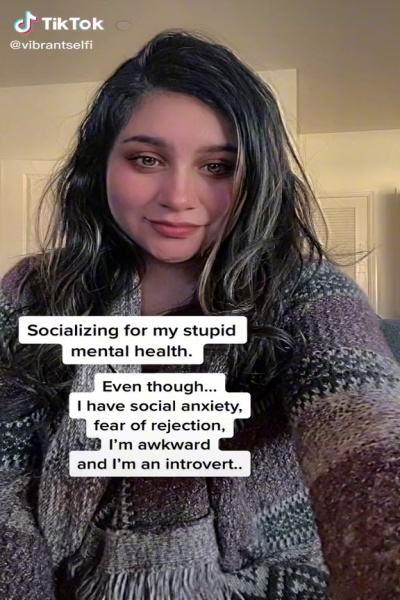 TikTok
@vibrantselfi
Socializing for my stupid
mental health.
Even though...
I have social anxiety,
fear of rejection,
I'm awkward
and I'm an introvert..